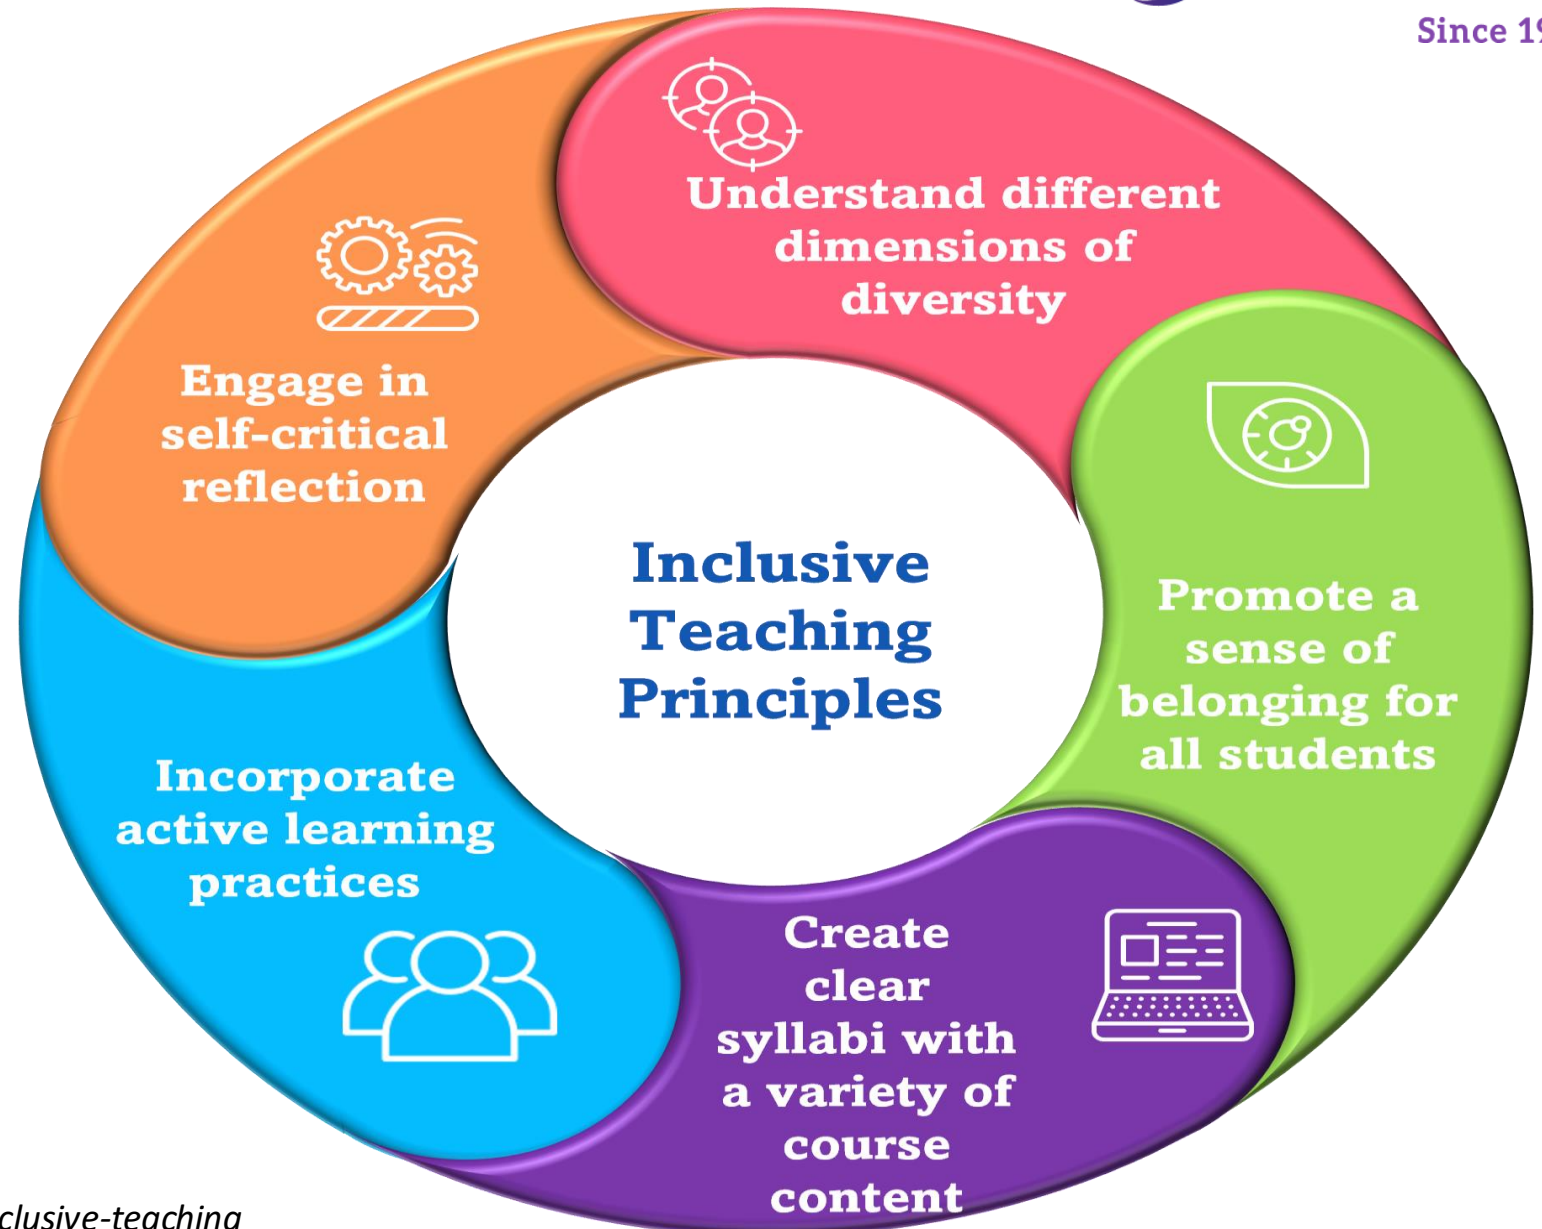 Since 19
Understand different
dimensions of
diversity
Engage in
self-critical
reflection
Inclusive
Teaching
Principles
Promote a
sense of
belonging for
all students
Incorporate
active learning
practices
Create
clear
syllabi with
a variety of
course
content
clusive-teaching